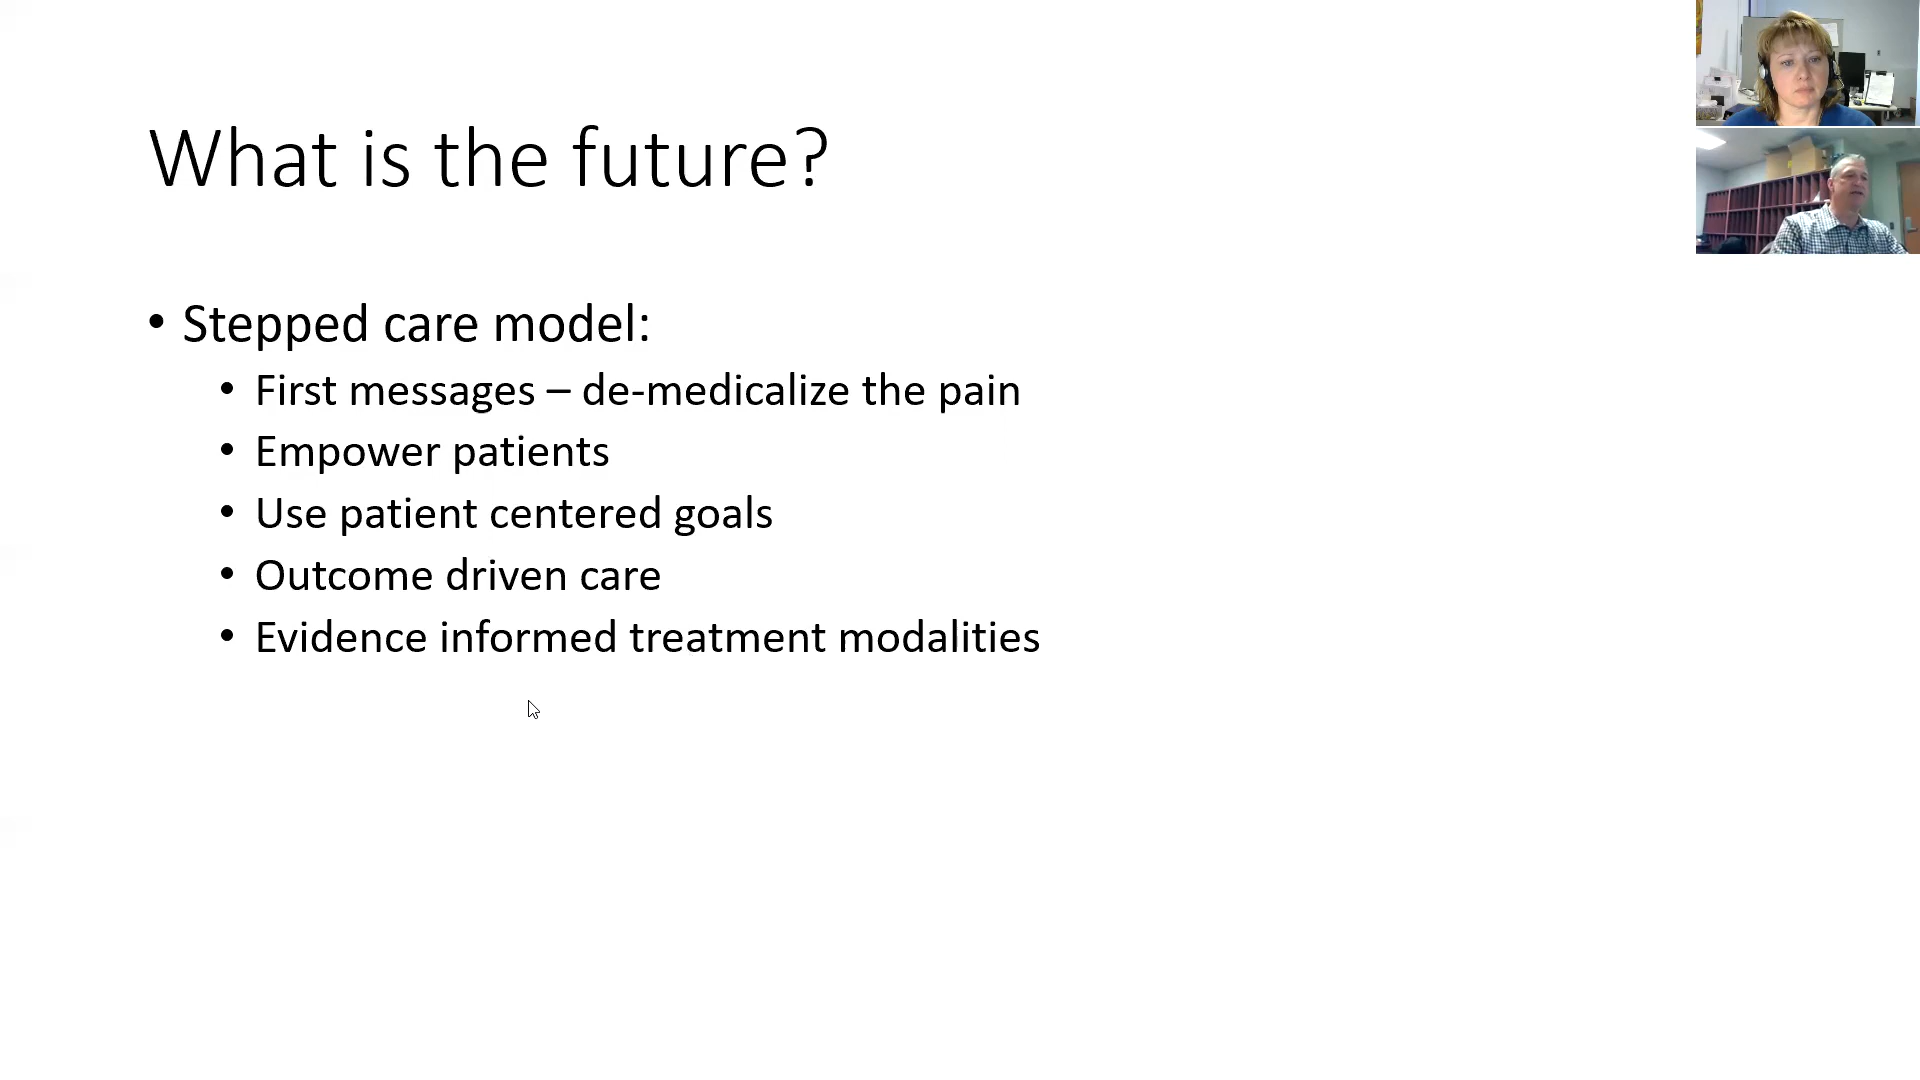 What is the future?
• Stepped care model:
• First messages – de-medicalize the pain
• Empower patients
• Use patient centered goals
• Outcome driven care
• Evidence informed treatment modalities